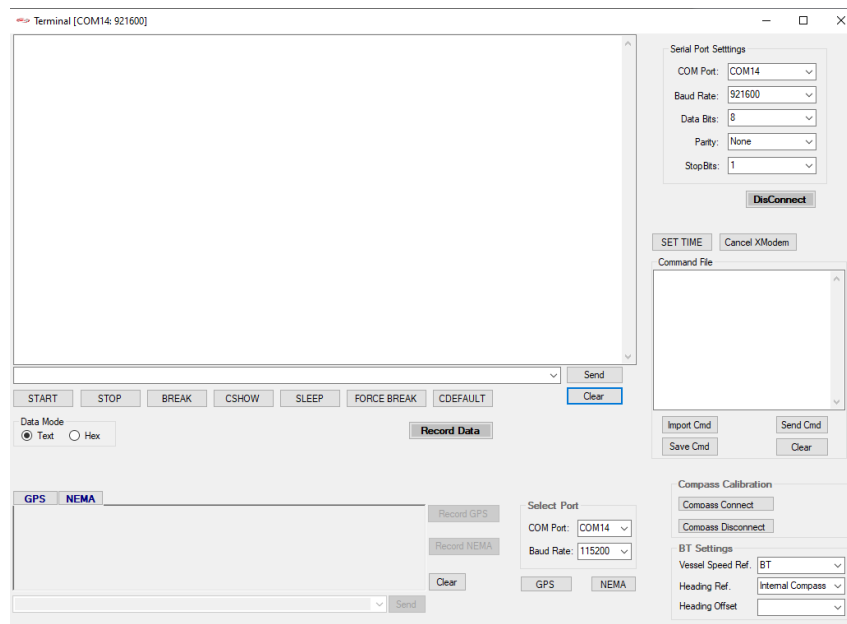 Terminal [COM14: 921600]
Serial Port Setttings
COM Port: COM14
Baud Rate: 921600
Data Bits: 8
Parity: None
StopBits: 1
DisConnect
SET TIME Cancel XModem
Command File
Send
START STOP BREAK CSHOW SLEEP FORCE BREAK CDEFAULT Clear
Data Mode
Text Hex
Record Data
Import Cmd Send Cmd
Save Cmd Clear
GPS NEMA
Record GPS
Record NEMA
Clear
Send
Select Port
COM Port: COM14
Baud Rate: 115200
GPS NEMA
Compass Calibration
Compass Connect
Compass Disconnect
BT Settings
Vessel Speed Ref. BT
Heading Ref. Internal Compass
Heading Offset